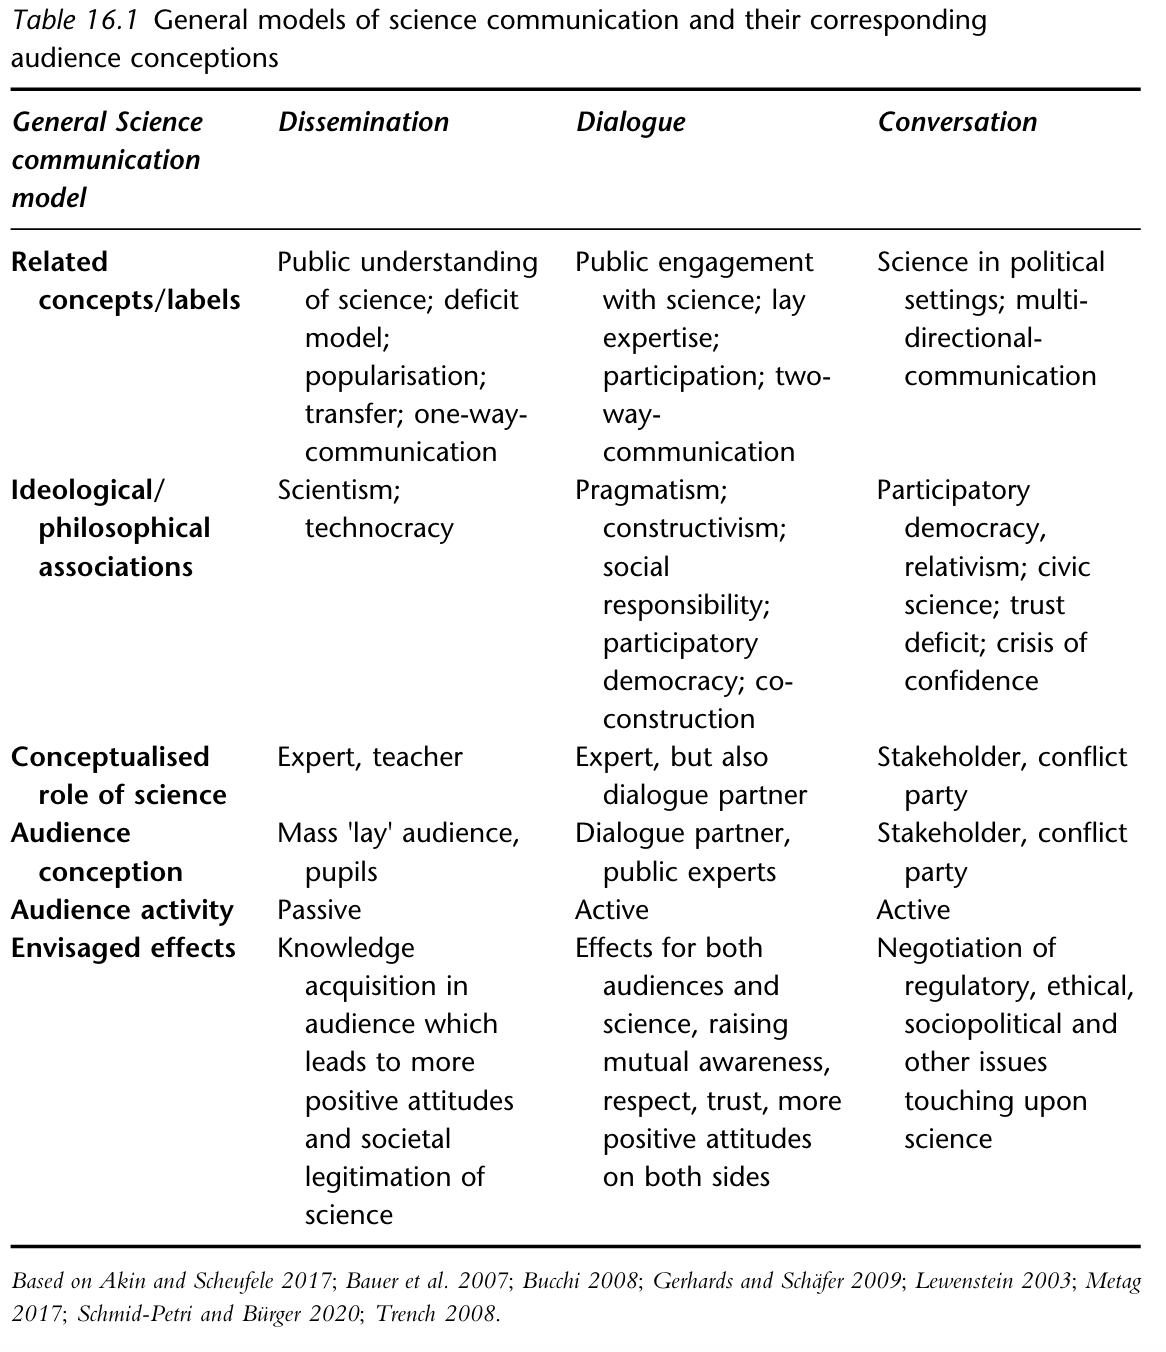 Table 16.1 General models of science communication and their corresponding
audience conceptions
General Science
communication
model
Dissemination
Dialogue
Conversation
Related
concepts/labels
Public understanding
of science; deficit
model;
popularisation;
transfer; one-way-
communication
Public engagement
with science; lay
expertise;
participation; two-
way-
communication
Science in political
settings; multi-
directional-
communication
Ideological/
philosophical
associations
Scientism;
technocracy
Pragmatism;
constructivism;
social
responsibility;
participatory
democracy; co-
construction
Participatory
democracy,
relativism; civic
science; trust
deficit; crisis of
confidence
Conceptualised
role of science
Expert, teacher
Expert, but also
dialogue partner
Stakeholder, conflict
party
Audience
conception
Mass 'lay' audience,
pupils
Dialogue partner,
public experts
Stakeholder, conflict
party
Audience activity
Passive
Active
Active
Envisaged effects
Knowledge
acquisition in
audience which
leads to more
positive attitudes
and societal
legitimation of
science
Effects for both
audiences and
science, raising
mutual awareness,
respect, trust, more
positive attitudes
on both sides
Negotiation of
regulatory, ethical,
sociopolitical and
other issues
touching upon
science
Based on Akin and Scheufele 2017; Bauer et al. 2007; Bucchi 2008; Gerhards and Schäfer 2009; Lewenstein 2003; Metag
2017; Schmid-Petri and Bürger 2020; Trench 2008.